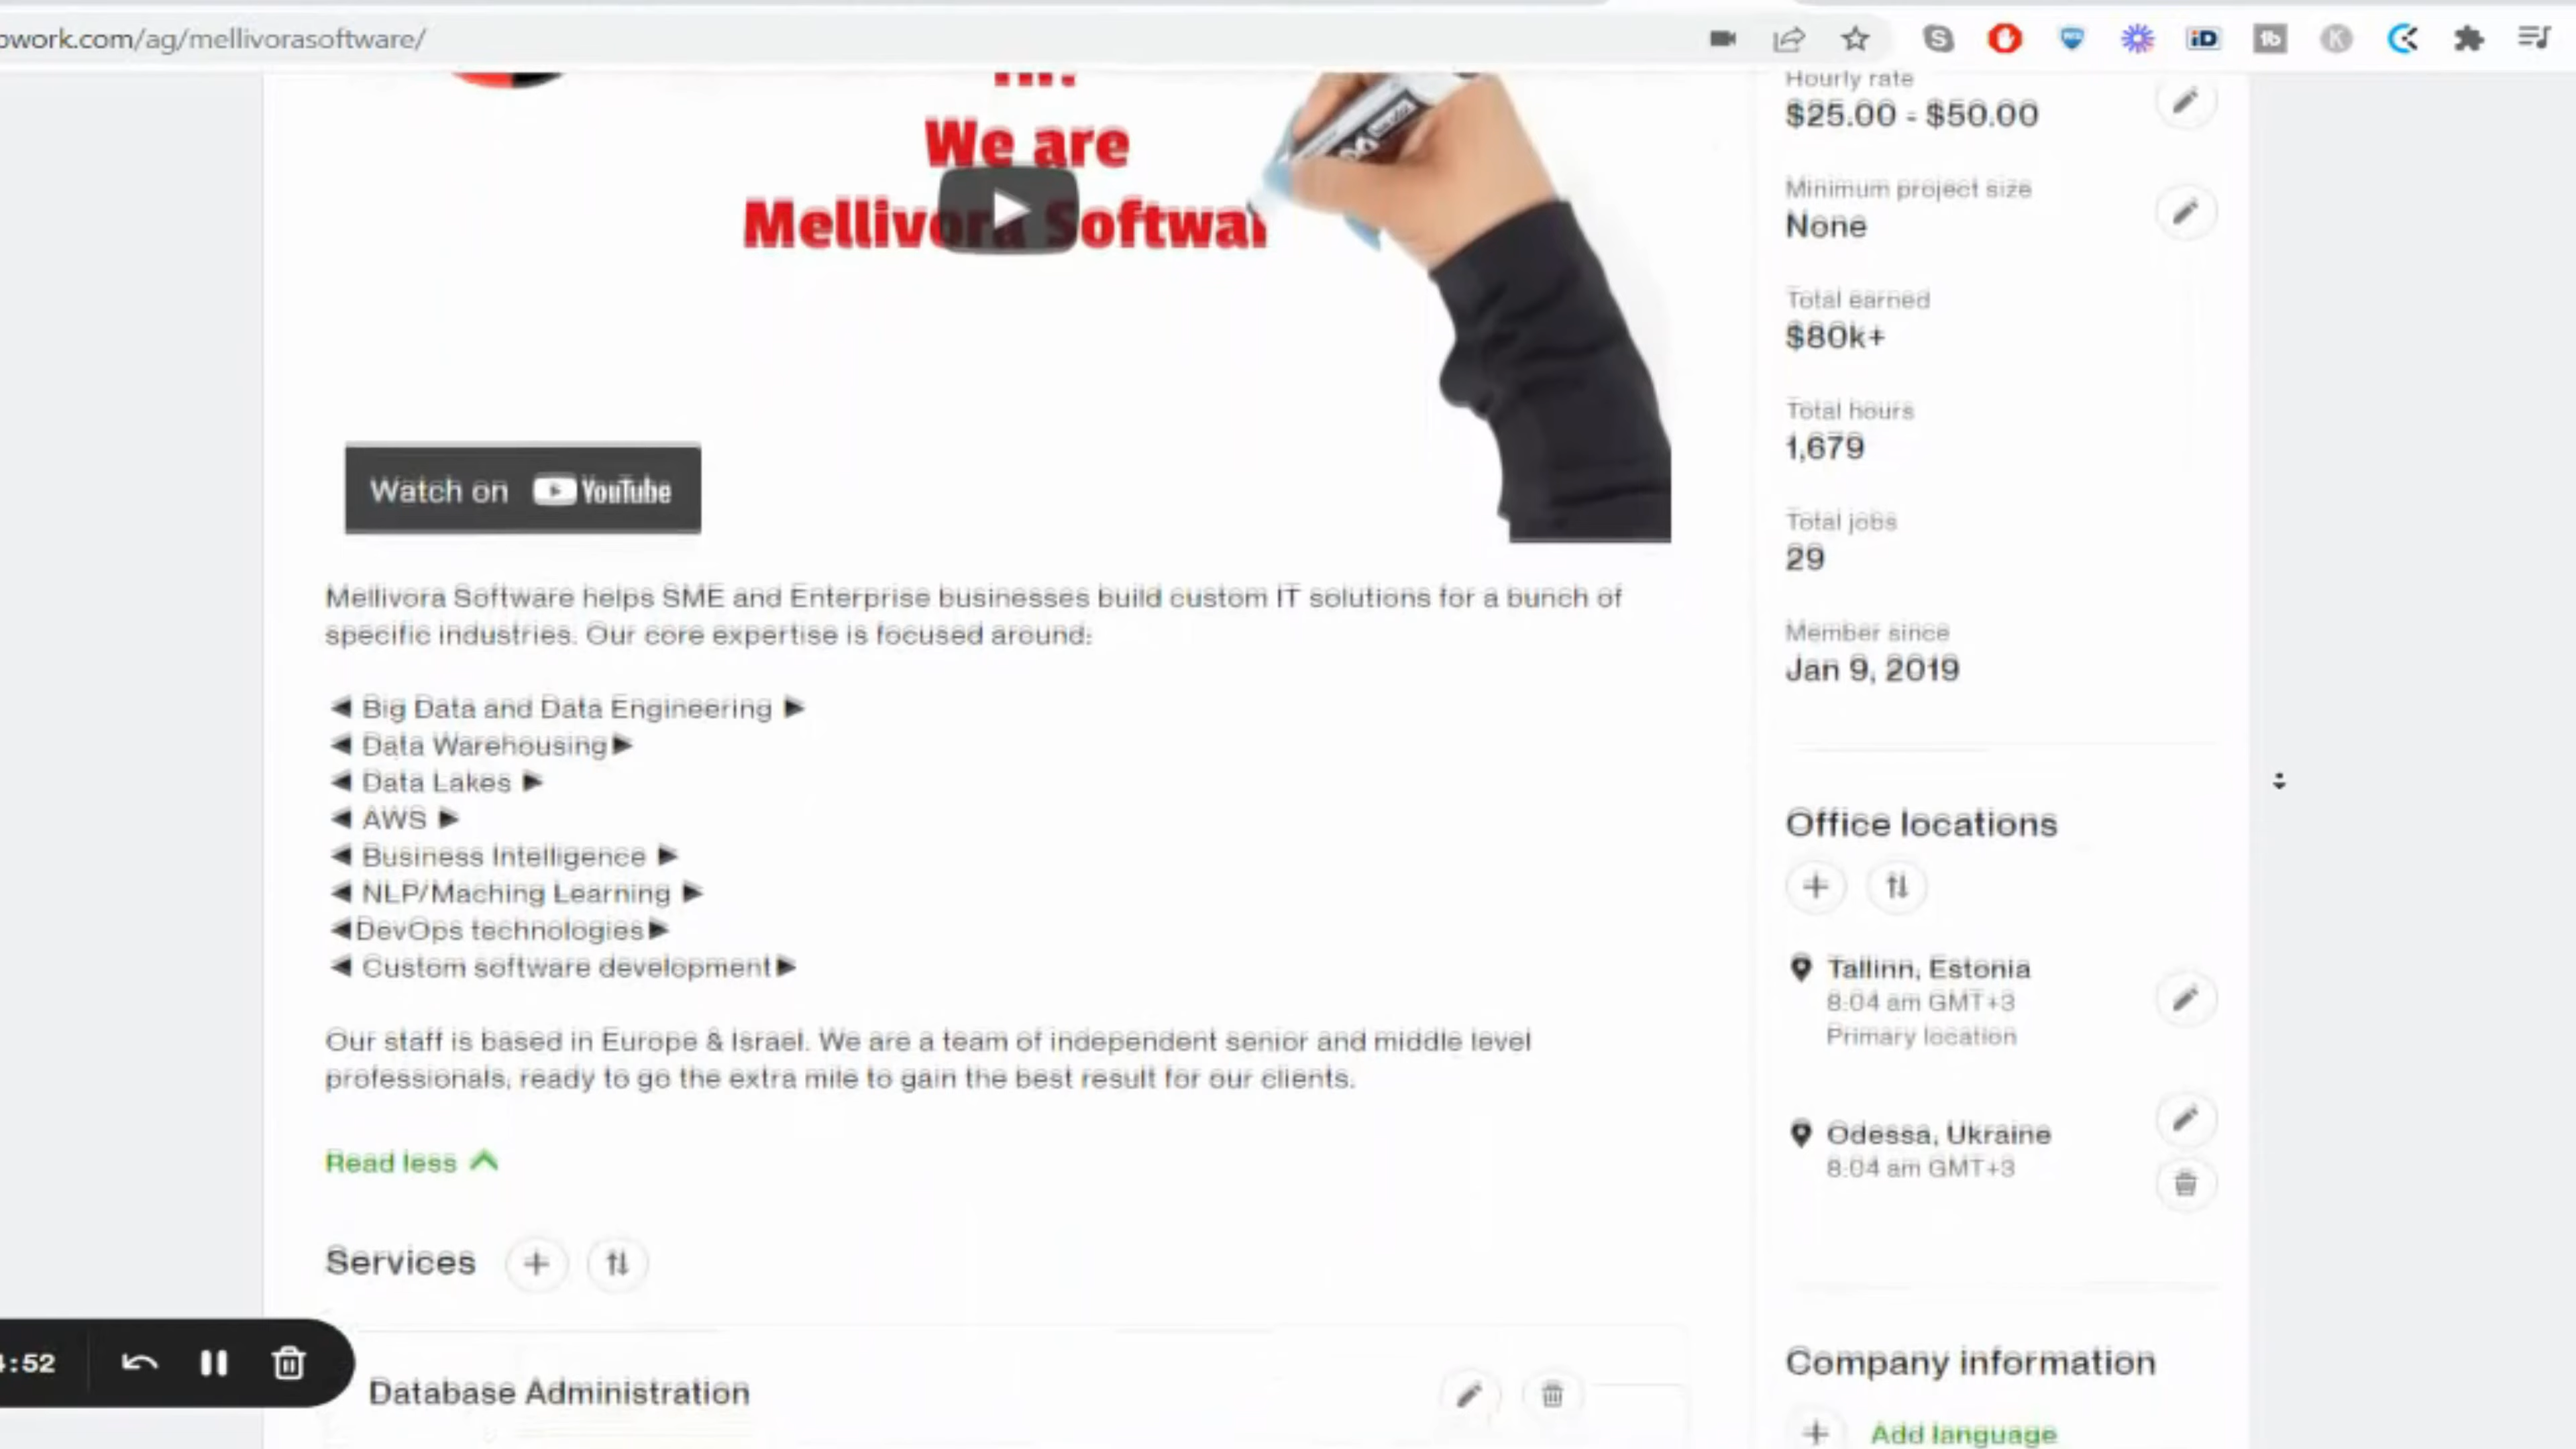 work.com/ag/mellivorasoftware/
We are
Mellivora Softwar
Watch on YouTube
Mellivora Software helps SME and Enterprise businesses build custom IT solutions for a bunch of
specific industries. Our core expertise is focused around:
◄ Big Data and Data Engineering ►
◄ Data Warehousing►
◄ Data Lakes ►
◄ AWS ►
◄ Business Intelligence ►
◄ NLP/Maching Learning ►
◄DevOps technologies►
◄ Custom software development►
Our staff is based in Europe & Israel. We are a team of independent senior and middle level
professionals, ready to go the extra mile to gain the best result for our clients.
Read less
Services
Database Administration
:52
Hourly rate
$25.00 - $50.00
Minimum project size
None
Total earned
$80k+
Total hours
1,679
Total jobs
29
Member since
Jan 9, 2019
Office locations
Tallinn, Estonia
8:04 am GMT+3
Primary location
Odessa, Ukraine
8:04 am GMT+3
Company information
Add language